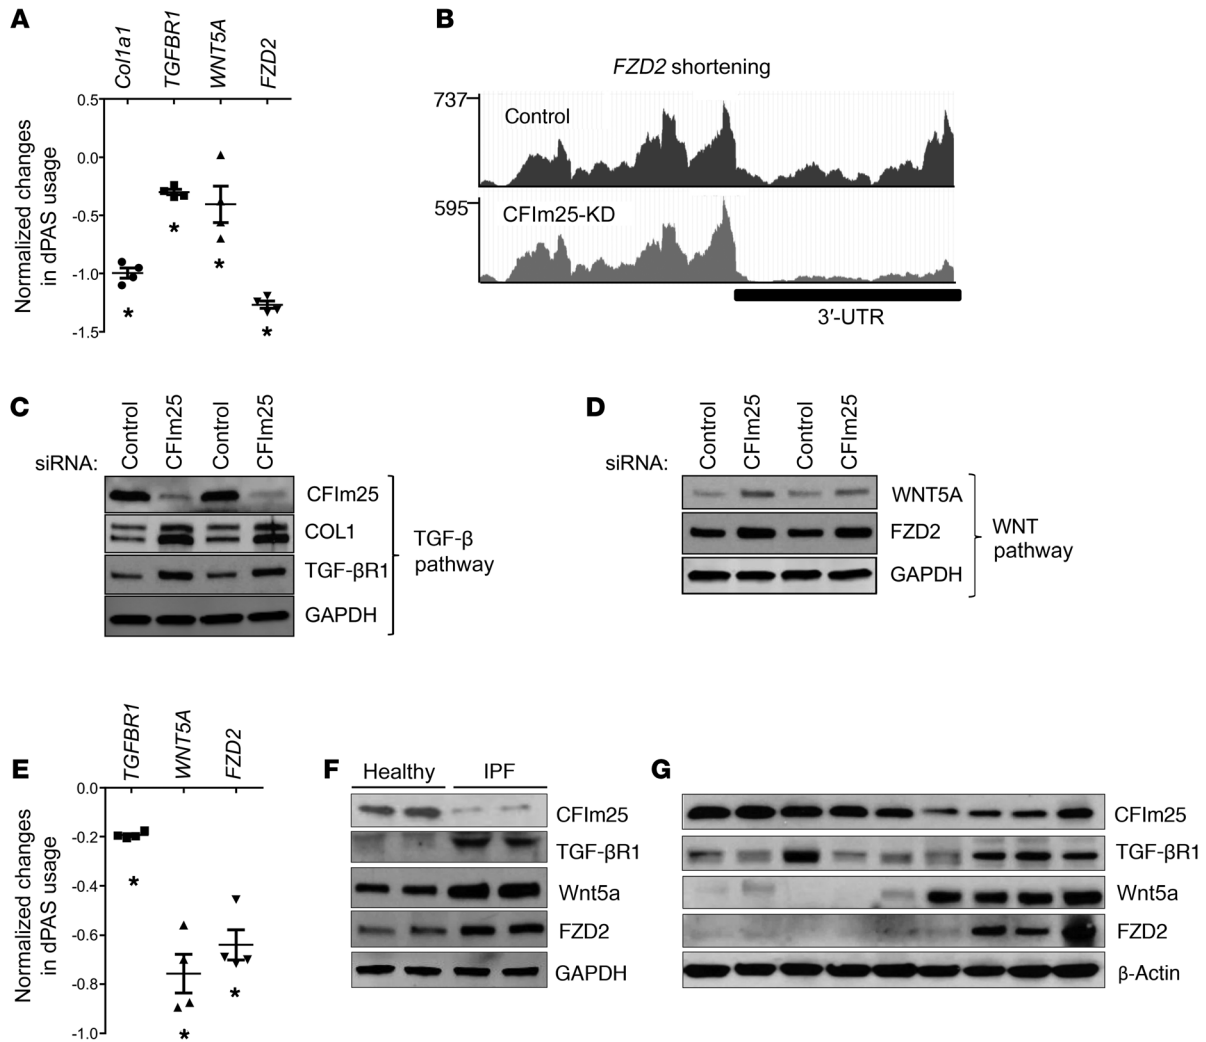 A
Col1a1
TGFBR1
WNT5A
FZD2
Normalized changes
in dPAS usage
0.5
0.0
-0.5
-1.0
-1.5
*
*
*
*
B
FZD2 shortening
737
Control
595
CFIm25-KD
3′-UTR
C
siRNA:
Control
CFIm25
Control
CFIm25
CFIm25
COL1
TGF-βR1
GAPDH
TGF-β
pathway
D
siRNA:
Control
CFIm25
Control
CFIm25
WNT5A
FZD2
GAPDH
WNT
pathway
E
TGFBR1
WNT5A
FZD2
Normalized changes
in dPAS usage
0.0
-0.2
-0.4
-0.6
-0.8
-1.0
*
*
*
F
Healthy
IPF
CFIm25
TGF-βR1
Wnt5a
FZD2
GAPDH
G
CFIm25
TGF-βR1
Wnt5a
FZD2
β-Actin